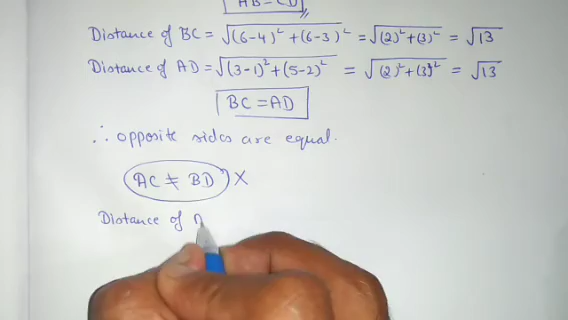 AB = CD
Distance of BC = √(6-4)² + (6-3)² = √(2)² + (3)² = √13
Distance of AD = √(3-1)² + (5-2)² = √(2)² + (3)² = √13
BC = AD
∴ opposite sides are equal.
AC ≠ BD ×
Distance of